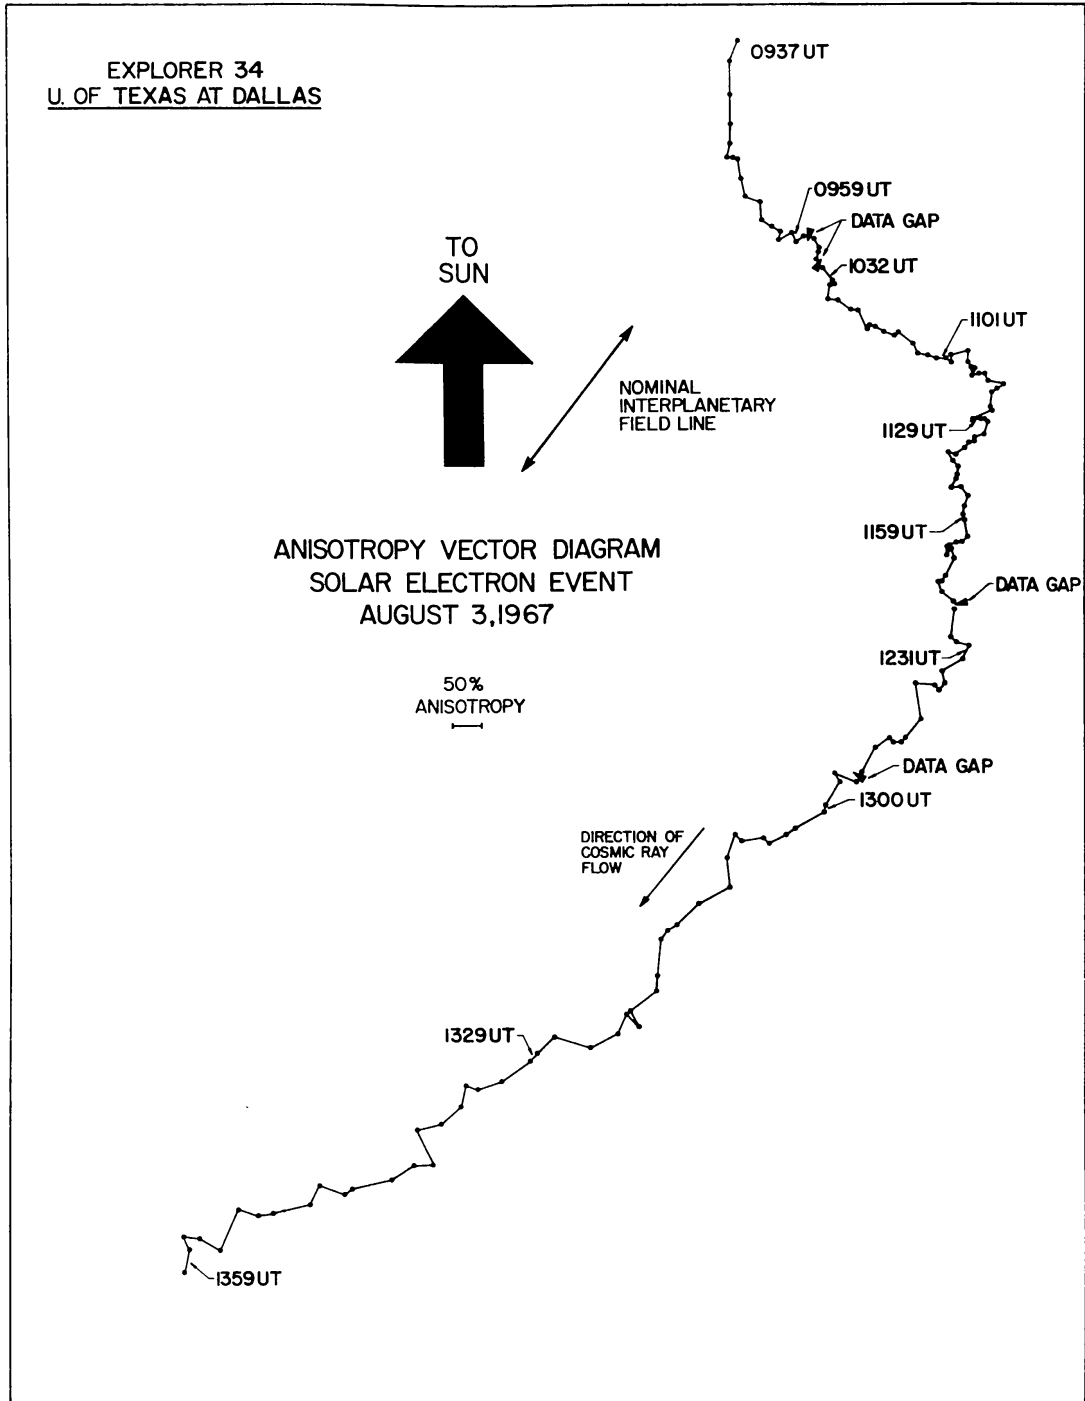 EXPLORER 34
U. OF TEXAS AT DALLAS
0937 UT
0959 UT
DATA GAP
1032 UT
TO
SUN
1101 UT
NOMINAL
INTERPLANETARY
FIELD LINE
1129 UT
1159 UT
ANISOTROPY VECTOR DIAGRAM
SOLAR ELECTRON EVENT
AUGUST 3,1967
DATA GAP
1231 UT
50%
ANISOTROPY
DATA GAP
1300 UT
DIRECTION OF
COSMIC RAY
FLOW
1329 UT
1359 UT